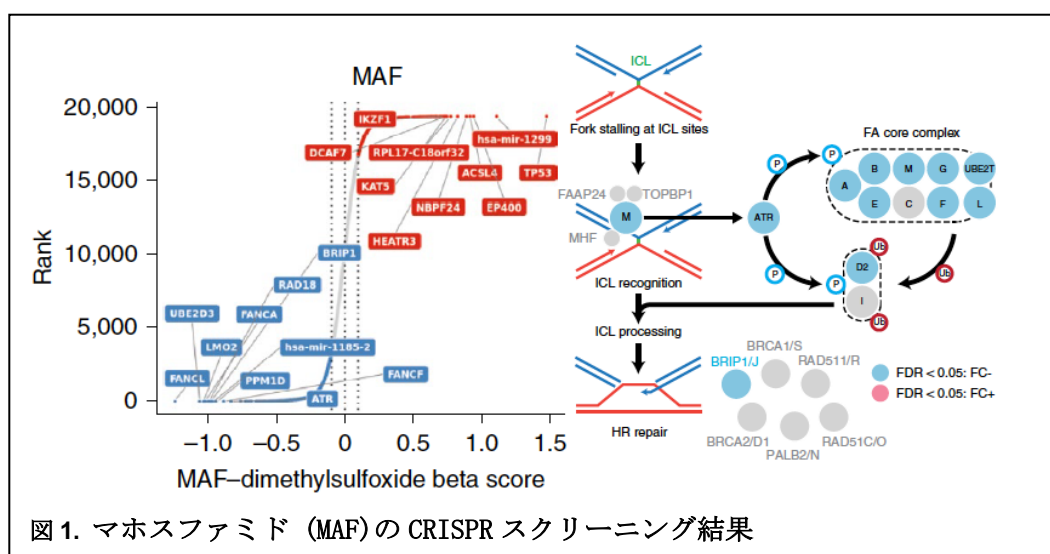 MAF
20,000
15,000
10,000
5,000
0
Rank
−1.0
−0.5
0
0.5
1.0
1.5
MAF–dimethylsulfoxide beta score
IKZF1
hsa-mir-1299
DCAF7
RPL17-C18orf32
ACSL4
TP53
KAT5
NBPF24
EP400
HEATR3
BRIP1
RAD18
UBE2D3
FANCA
LMO2
hsa-mir-1185-2
FANCL
PPM1D
FANCF
ATR
ICL
Fork stalling at ICL sites
FAAP24
TOPBP1
M
MHF
ICL recognition
ICL processing
HR repair
ATR
P
P
P
P
FA core complex
A
B
M
G
UBE2T
E
C
F
L
D2
I
Ub
Ub
Ub
BRCA1/S
BRIP1/J
RAD511/R
BRCA2/D1
RAD51C/O
PALB2/N
FDR < 0.05: FC-
FDR < 0.05: FC+
図1. マホスファミド (MAF)の CRISPR スクリーニング結果